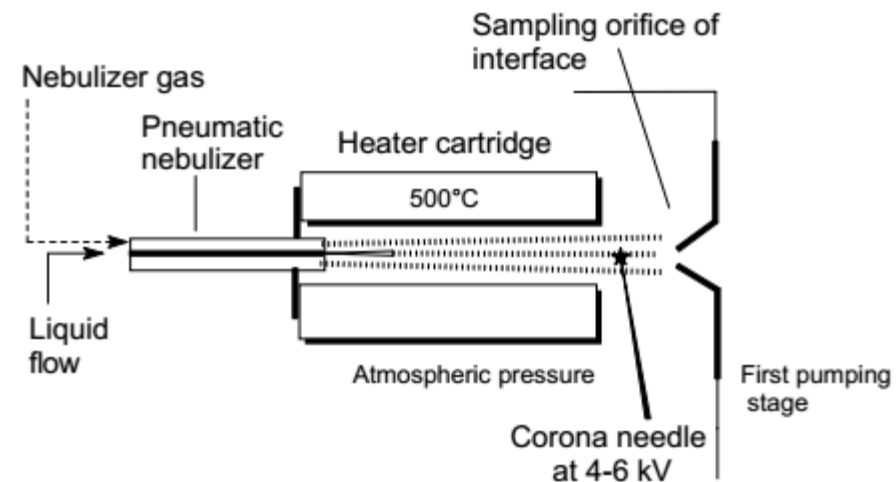 Sampling orifice of
interface
Nebulizer gas
Pneumatic
nebulizer
Heater cartridge
500°C
Liquid
flow
Atmospheric pressure
First pumping
stage
Corona needle
at 4-6 kV